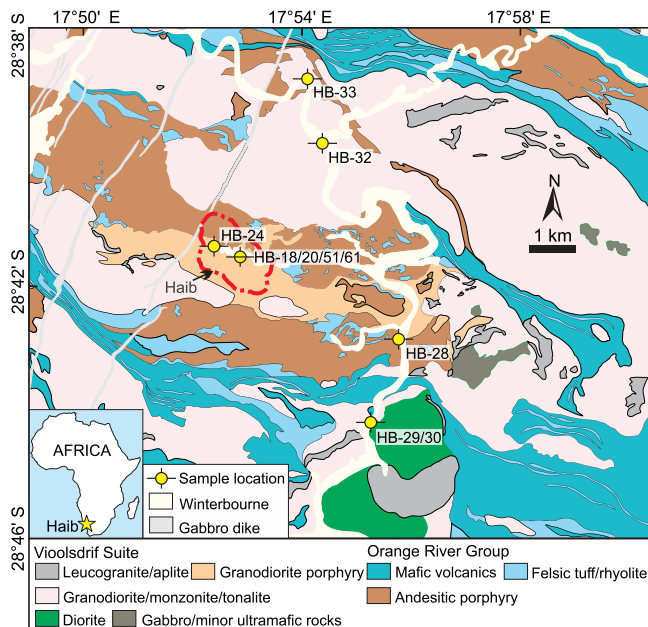 17°50' E 17°54' E 17°58' E
28°38' S
HB-33
HB-32
N
1 km
HB-24
HB-18/20/51/61
Haib
28°42' S
HB-28
HB-29/30
AFRICA
Haib
Sample location
Winterbourne
Gabbro dike
28°46' S
Vioolsdrif Suite Orange River Group
Leucogranite/aplite Granodiorite porphyry Mafic volcanics Felsic tuff/rhyolite
Granodiorite/monzonite/tonalite Andesitic porphyry
Diorite Gabbro/minor ultramafic rocks